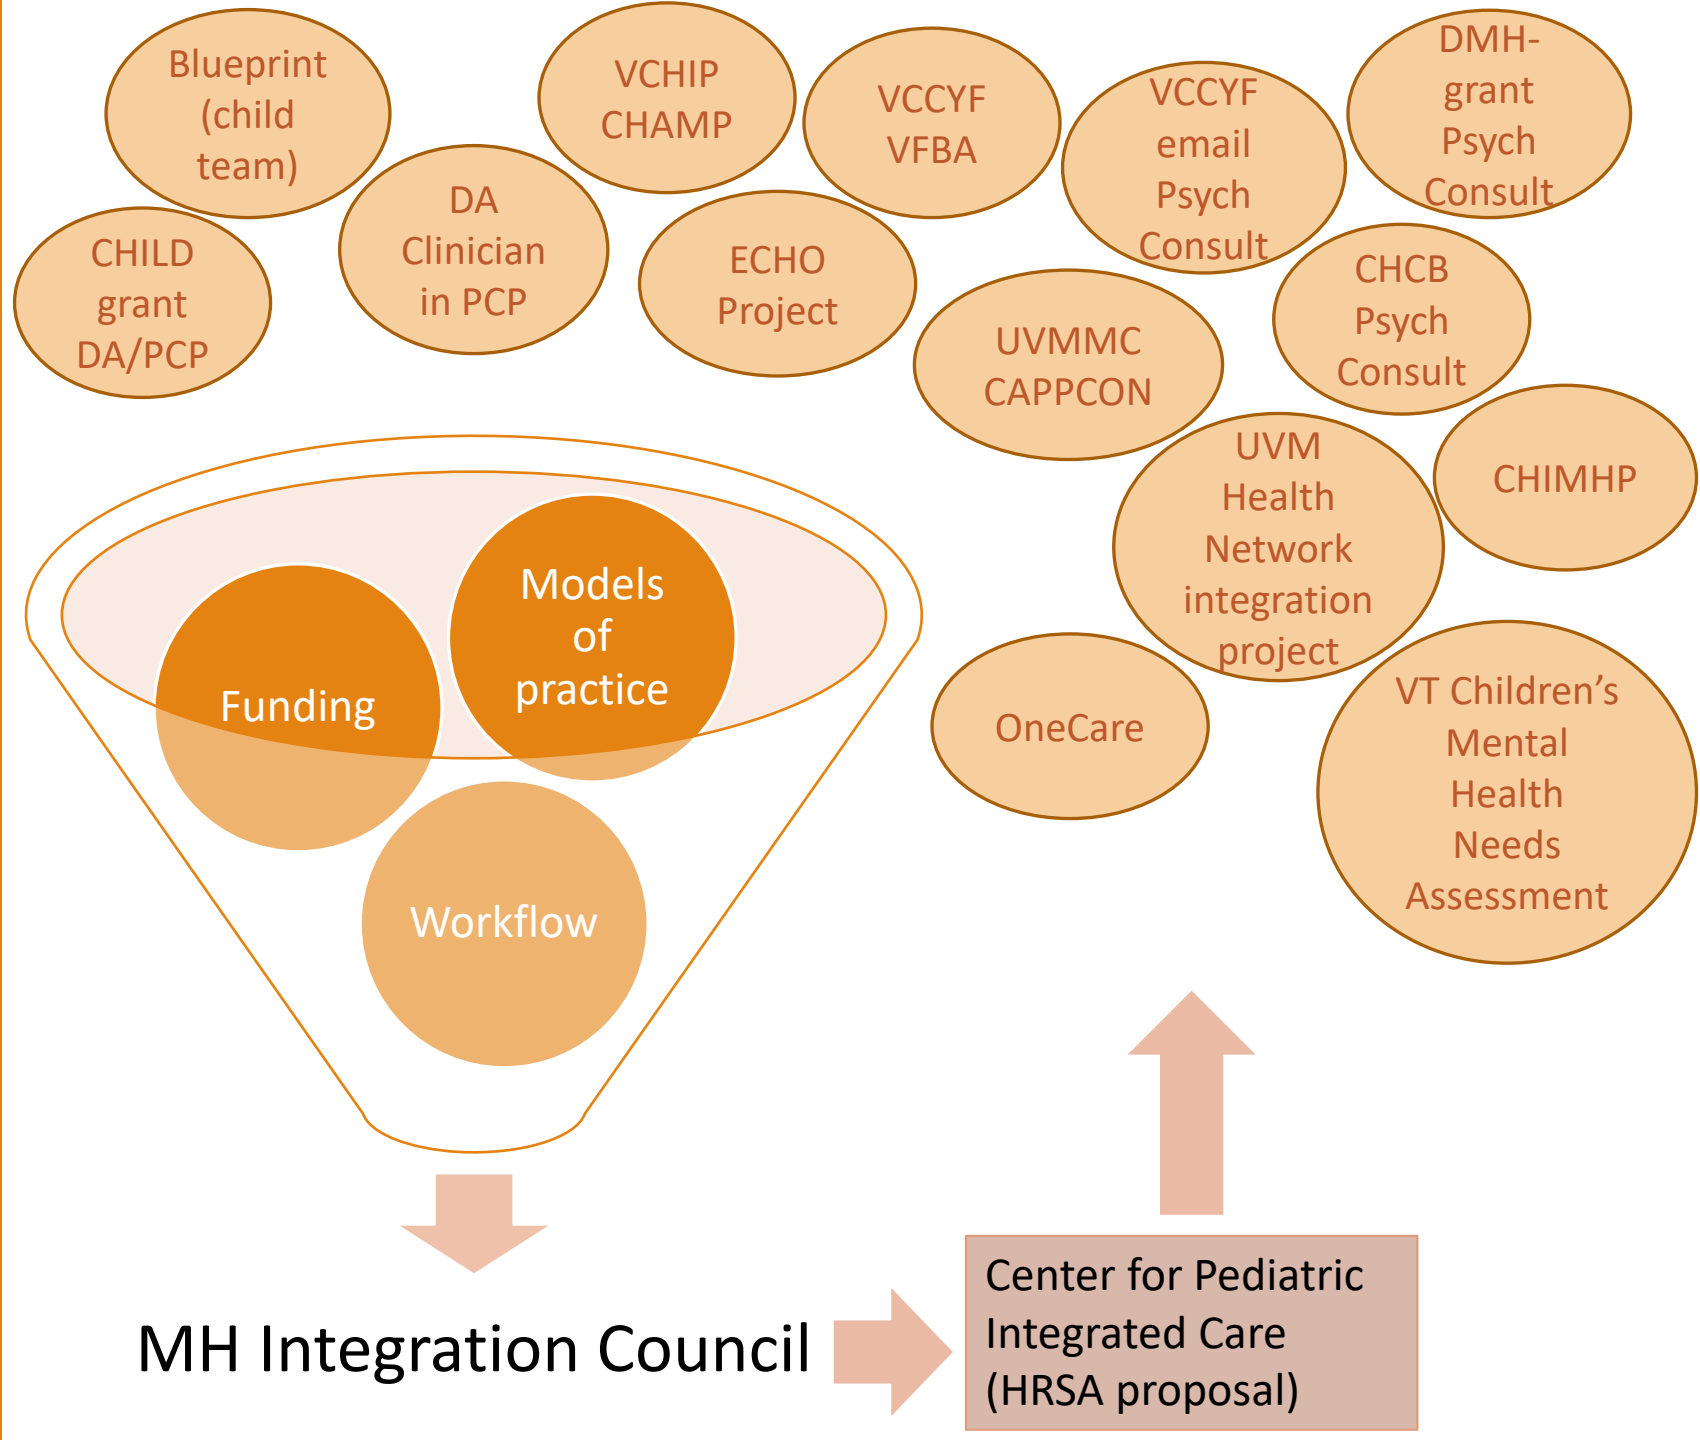 Blueprint
(child
team)
VCHIP
CHAMP
VCCYF
VFBA
VCCYF
email
Psych
Consult
DMH-
grant
Psych
Consult
CHILD
grant
DA/PCP
DA
Clinician
in PCP
ECHO
Project
UVMMC
CAPPCON
CHCB
Psych
Consult
UVM
Health
Network
integration
project
CHIMHP
OneCare
VT Children’s
Mental
Health
Needs
Assessment
Funding
Models
of
practice
Workflow
MH Integration Council
Center for Pediatric
Integrated Care
(HRSA proposal)